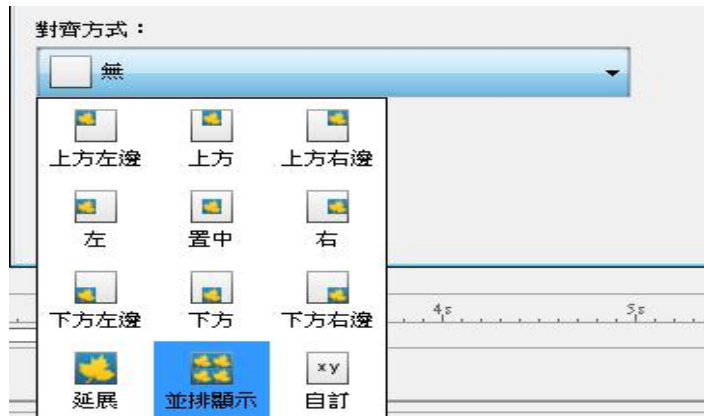 對齊方式：
無
上方左邊 上方 上方右邊
左 置中 右
下方左邊 下方 下方右邊
4s 5s
xy
延展 並排顯示 自訂